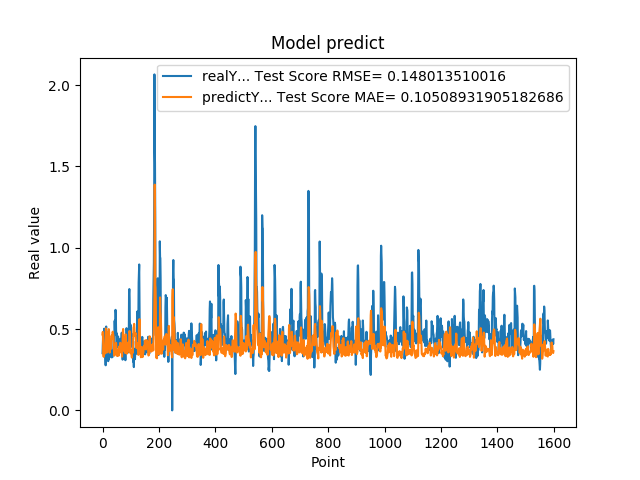 Model predict
realY... Test Score RMSE= 0.148013510016
predictY... Test Score MAE= 0.10508931905182686
2.0
1.5
1.0
0.5
0.0
Real value
0 200 400 600 800 1000 1200 1400 1600
Point